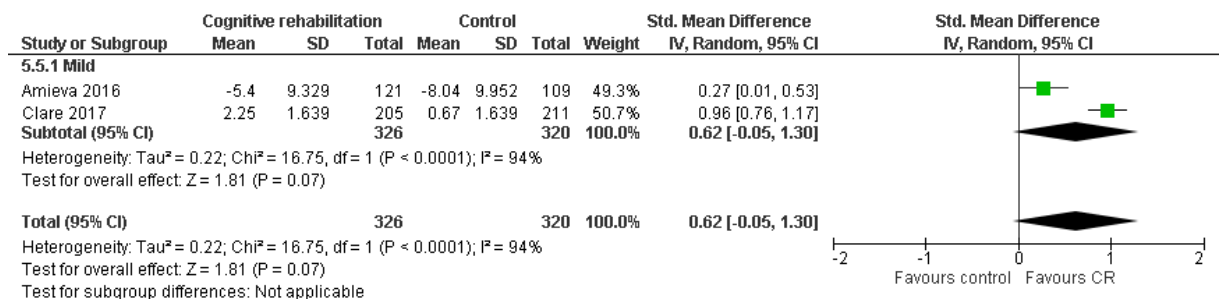 Cognitive rehabilitation Control Std. Mean Difference Std. Mean Difference
Study or Subgroup Mean SD Total Mean SD Total Weight IV, Random, 95% CI IV, Random, 95% CI
5.5.1 Mild
Amieva 2016 -5.4 9.329 121 -8.04 9.952 109 49.3% 0.27 [0.01, 0.53]
Clare 2017 2.25 1.639 205 0.67 1.639 211 50.7% 0.96 [0.76, 1.17]
Subtotal (95% CI) 326 320 100.0% 0.62 [-0.05, 1.30]
Heterogeneity: Tau² = 0.22; Chi² = 16.75, df = 1 (P < 0.0001); I² = 94%
Test for overall effect: Z = 1.81 (P = 0.07)
Total (95% CI) 326 320 100.0% 0.62 [-0.05, 1.30]
Heterogeneity: Tau² = 0.22; Chi² = 16.75, df = 1 (P < 0.0001); I² = 94%
Test for overall effect: Z = 1.81 (P = 0.07)
Test for subgroup differences: Not applicable
-2 -1 0 1 2
Favours control Favours CR